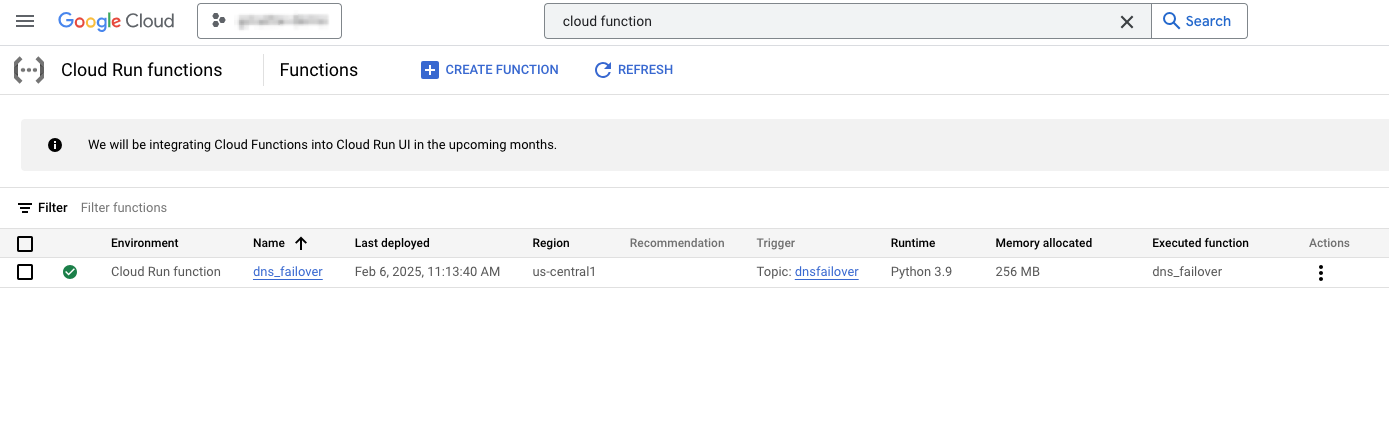 Google Cloud
cloud function
Search
Cloud Run functions
Functions
CREATE FUNCTION
REFRESH
We will be integrating Cloud Functions into Cloud Run UI in the upcoming months.
Filter Filter functions
Environment Name Last deployed Region Recommendation Trigger Runtime Memory allocated Executed function Actions
Cloud Run function dns_failover Feb 6, 2025, 11:13:40 AM us-central1 Topic: dnsfailover Python 3.9 256 MB dns_failover